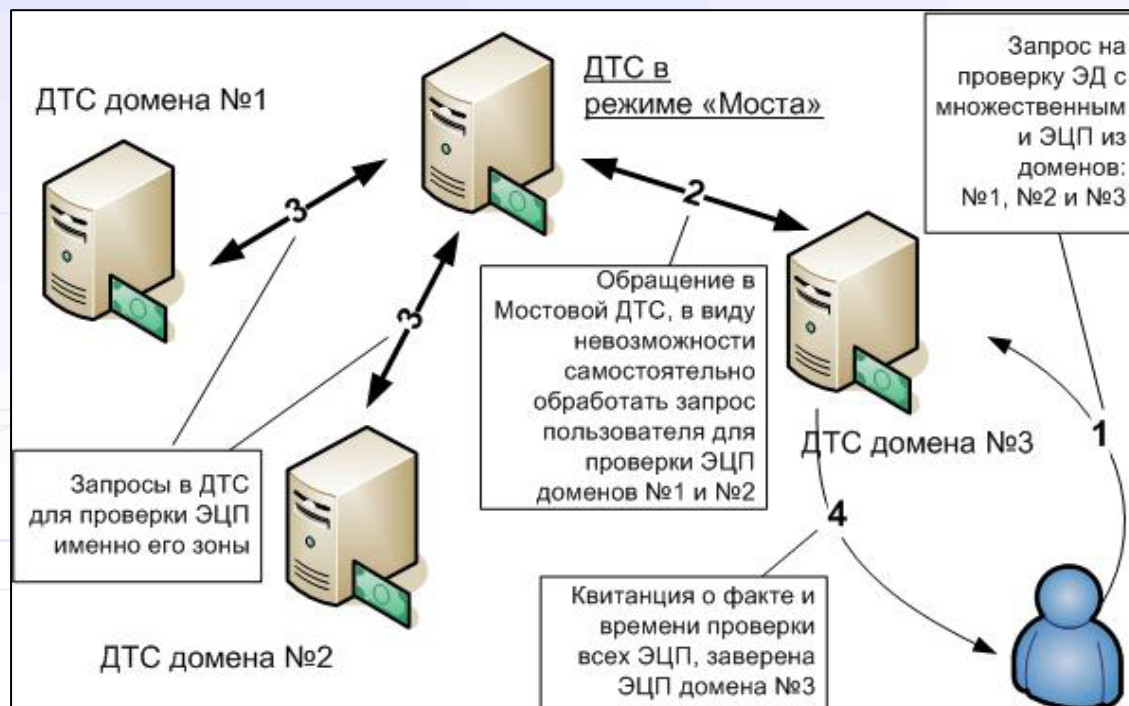 ДТС домена №1
ДТС в
режиме «Моста»
Запрос на
проверку ЭД с
множественным
и ЭЦП из
доменов:
№1, №2 и №3
3
2
3
Обращение в
Мостовой ДТС, в виду
невозможности
самостоятельно
обработать запрос
пользователя для
проверки ЭЦП
доменов №1 и №2
ДТС домена №3
1
Запросы в ДТС
для проверки ЭЦП
именно его зоны
4
ДТС домена №2
Квитанция о факте и
времени проверки
всех ЭЦП, заверена
ЭЦП домена №3